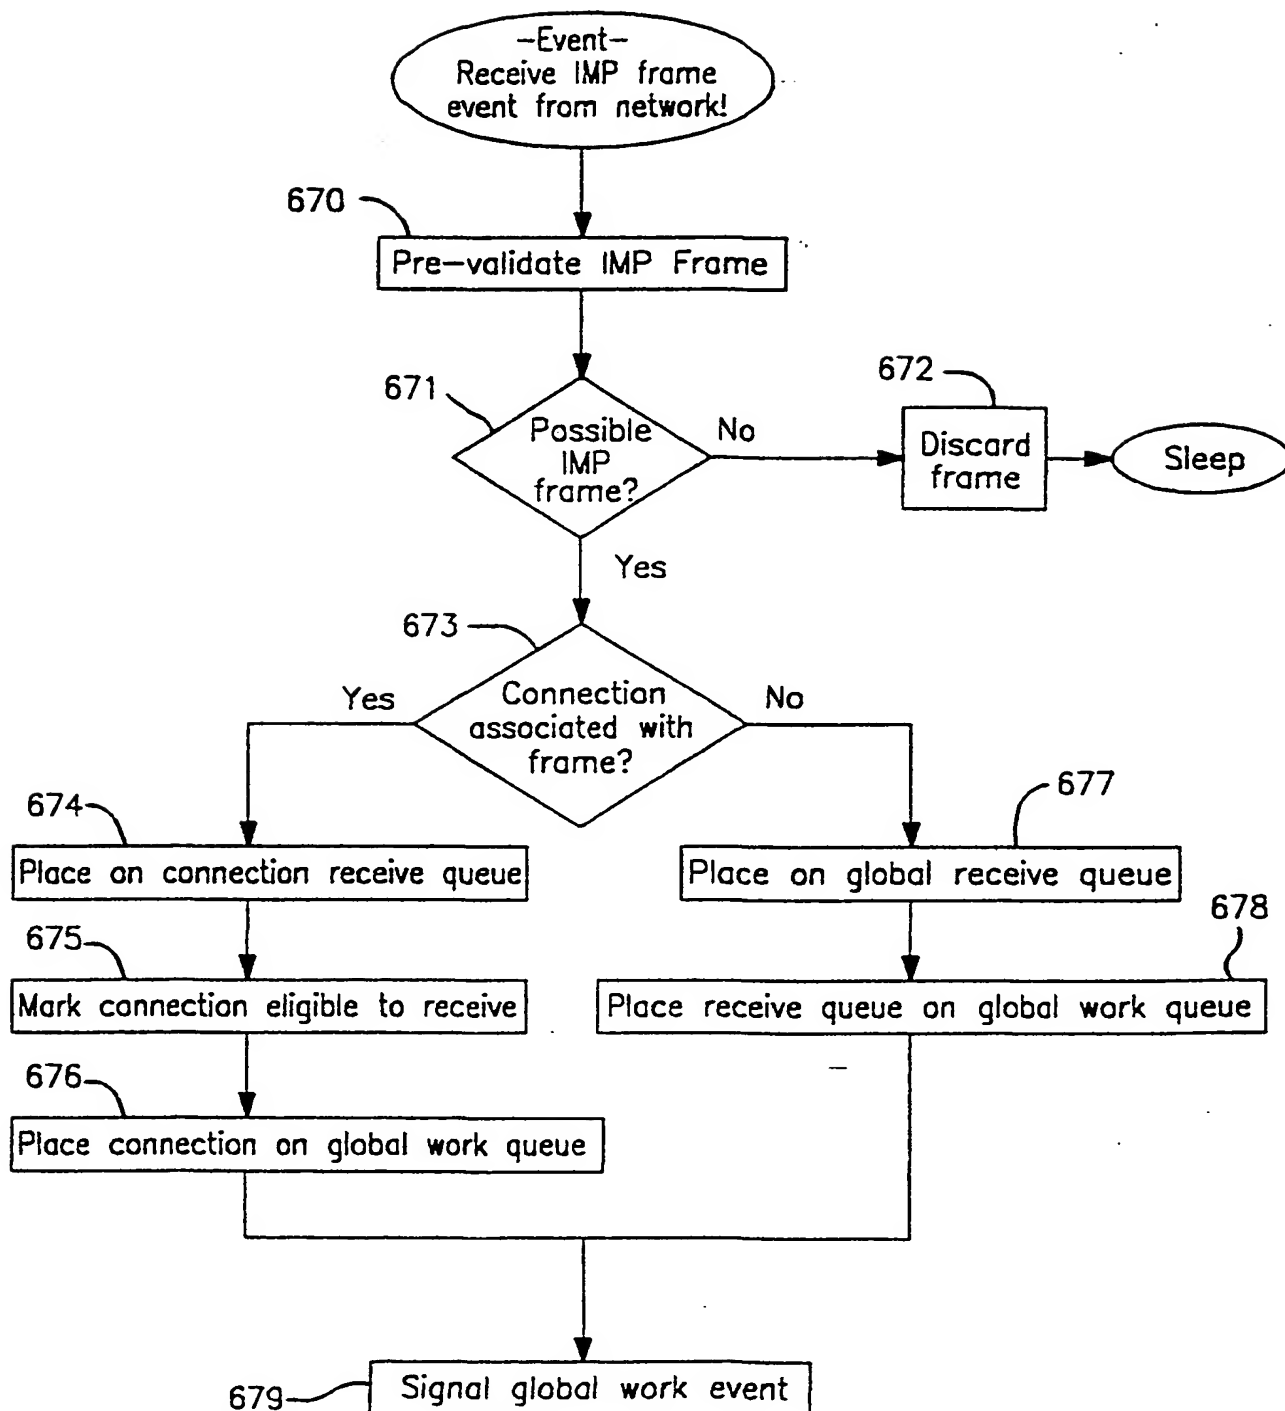 -Event-
Receive IMP frame
event from network!
670
Pre-validate IMP Frame
671
Possible
IMP
frame?
No
672
Discard
frame
Sleep
Yes
673
Connection
associated with
frame?
Yes
No
674
Place on connection receive queue
677
Place on global receive queue
675
Mark connection eligible to receive
678
Place receive queue on global work queue
676
Place connection on global work queue
679
Signal global work event